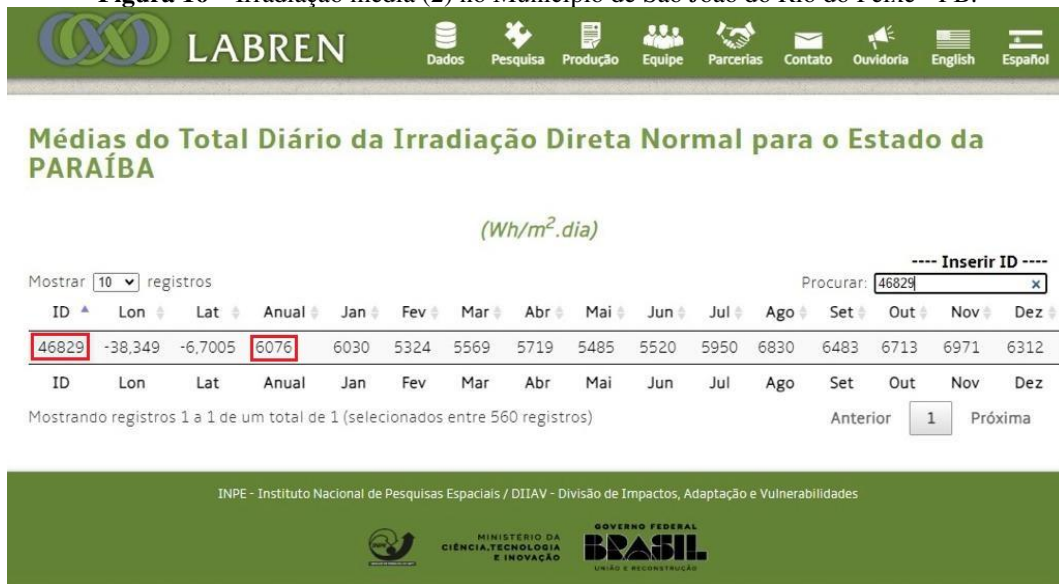 Figura 10 - Irradiação média (2) no Município de São João do Rio do Peixe - PB.
LABREN
Dados Pesquisa Produção Equipe Parcerias Contato Ouvidoria English Español
Médias do Total Diário da Irradiação Direta Normal para o Estado da
PARAÍBA
(Wh/m².dia)
---- Inserir ID ----
Mostrar 10 registros Procurar: 46829 x
ID Lon Lat Anual Jan Fev Mar Abr Mai Jun Jul Ago Set Out Nov Dez
46829 -38,349 -6,7005 6076 6030 5324 5569 5719 5485 5520 5950 6830 6483 6713 6971 6312
ID Lon Lat Anual Jan Fev Mar Abr Mai Jun Jul Ago Set Out Nov Dez
Mostrando registros 1 a 1 de um total de 1 (selecionados entre 560 registros) Anterior 1 Próxima
INPE - Instituto Nacional de Pesquisas Espaciais / DIIAV - Divisão de Impactos, Adaptação e Vulnerabilidades
MINISTÉRIO DA
CIÊNCIA, TECNOLOGIA
E INOVAÇÃO
GOVERNO FEDERAL
BRASIL
UNIÃO E RECONSTRUÇÃO